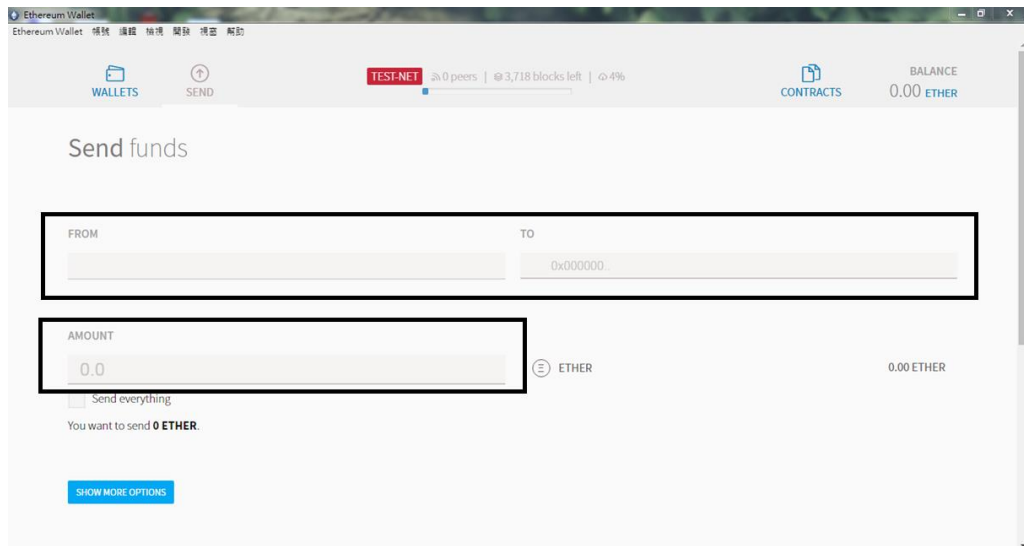 Ethereum Wallet
Ethereum Wallet 帳號 編輯 檢視 開發 視窗 幫助
WALLETS
SEND
TEST-NET 0 peers | 3,718 blocks left | 4%
CONTRACTS
BALANCE
0.00 ETHER
Send funds
FROM
TO
0x000000..
AMOUNT
0.0
ETHER
0.00 ETHER
Send everything
You want to send 0 ETHER.
SHOW MORE OPTIONS